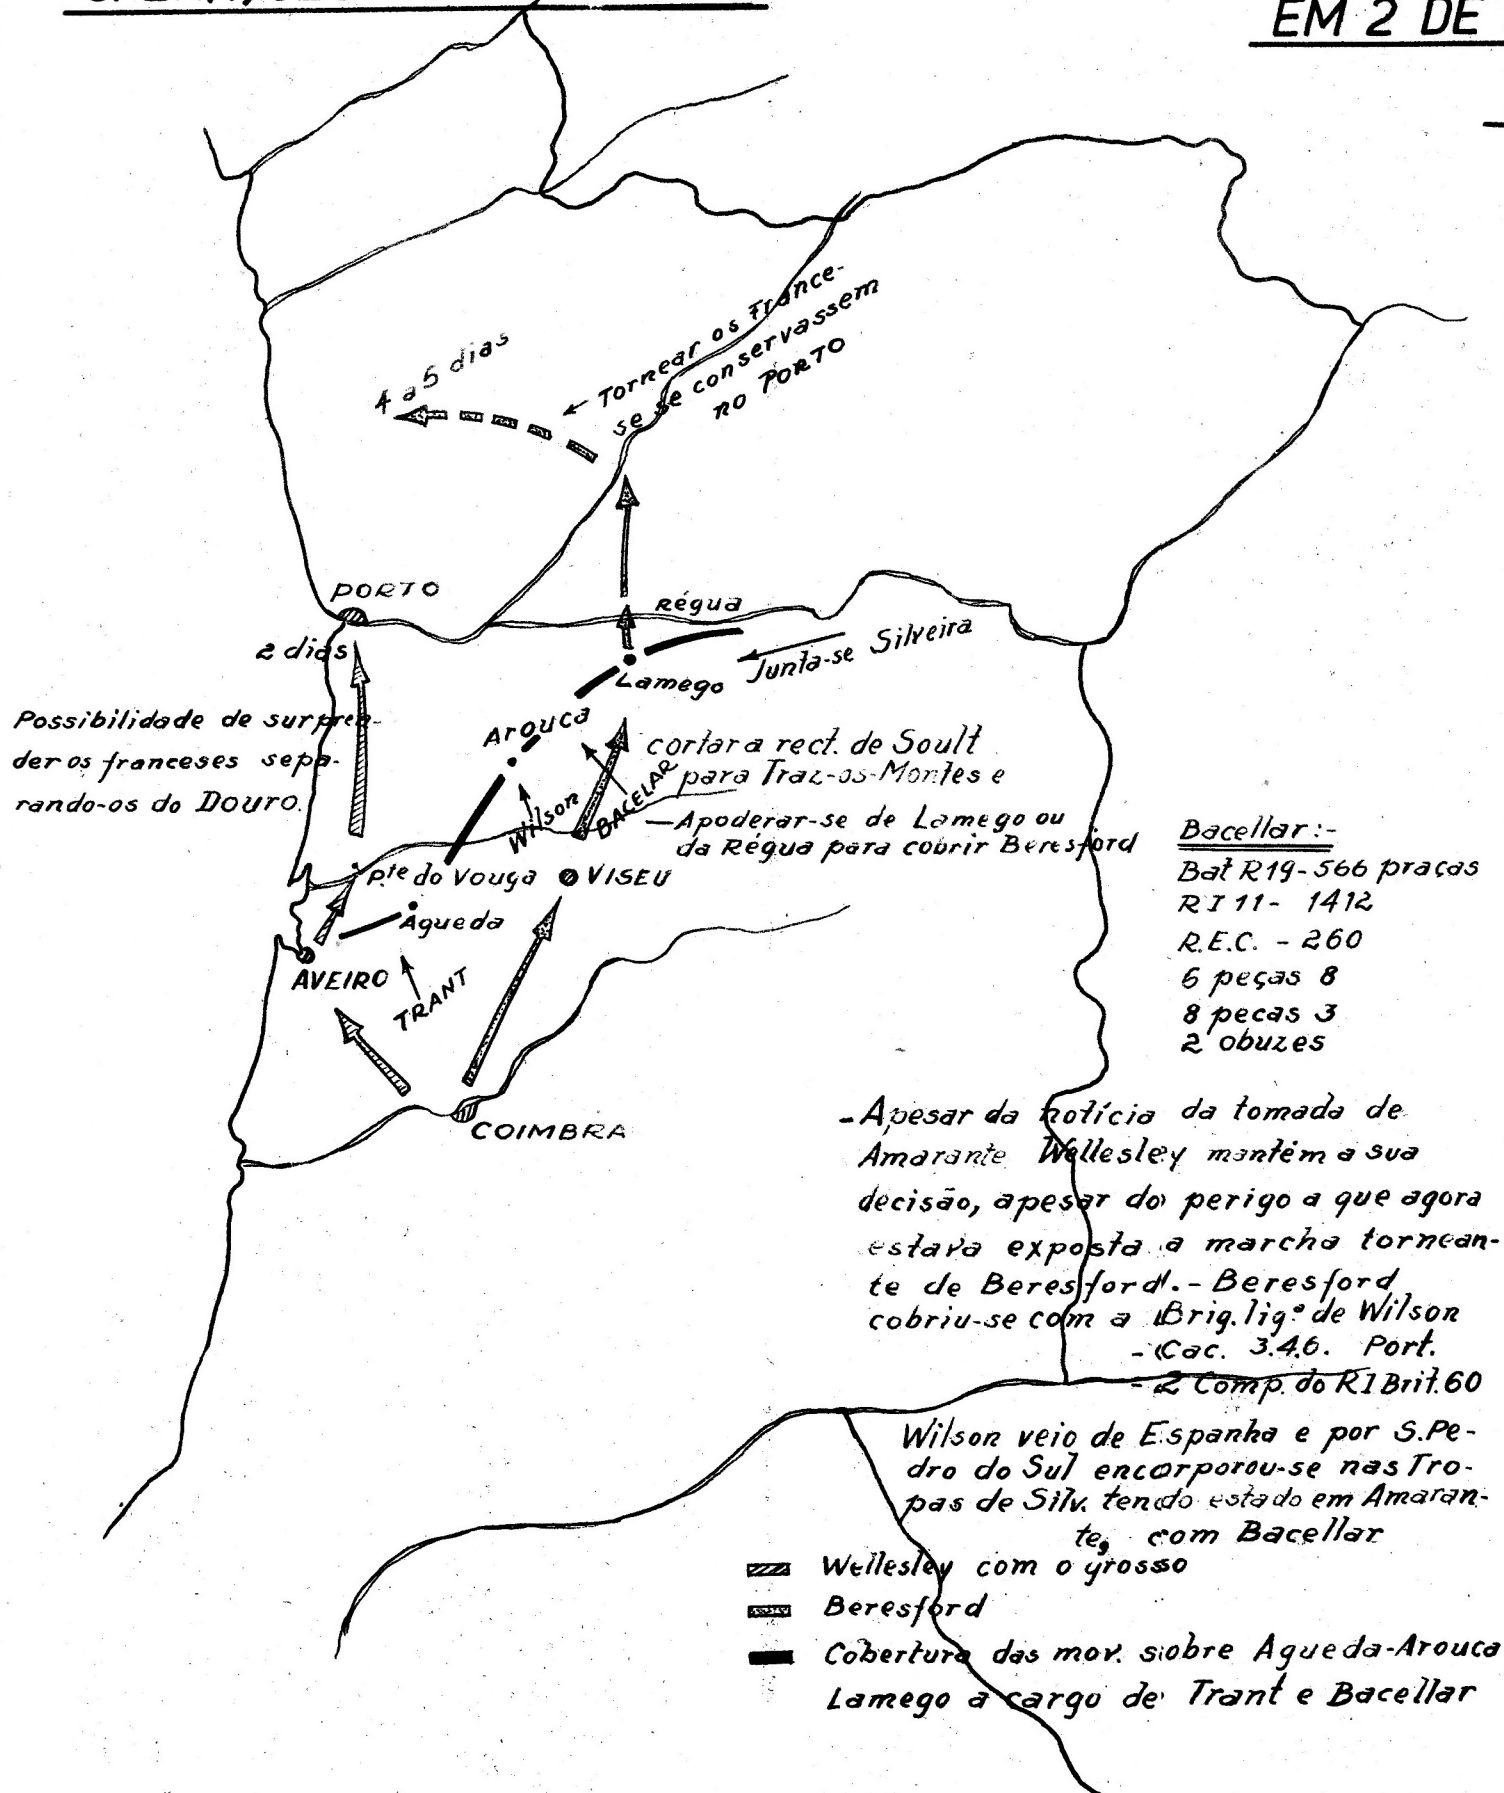 EM 2 DE
4 a 5 dias
← Tornear os France-
se se conservassem
no PORTO
PORTO
2 dias
Régua
Junta-se Silveira
Lamego
Possibilidade de surpreen-
der os franceses sepa-
rando-os do Douro.
Arouca
cortar a rect. de Soult
para Traz-os-Montes e
Wilson
BACELAR
—Apoderar-se de Lamego ou
da Régua para cobrir Beresford
Pte do Vouga
VISEU
Agueda
AVEIRO
TRANT
COIMBRA
Bacellar:-
Bat R19-566 praças
RI 11- 1412
R.E.C. - 260
6 peças 8
8 pecas 3
2 obuzes
- Apesar da notícia da tomada de
Amarante Wellesley mantém a sua
decisão, apesar do perigo a que agora
estava exposta a marcha tornean-
te de Beresford. - Beresford
cobriu-se com a Brig. ligª de Wilson
- Cac. 3.4.6. Port.
- 2 Comp. do RI Brit. 60
Wilson veio de Espanha e por S. Pe-
dro do Sul encorporou-se nas Tro-
pas de Silv. tendo estado em Amaran-
te, com Bacellar
Wellesley com o grosso
Beresford
Cobertura das mov. sobre Agueda-Arouca
Lamego a cargo de Trant e Bacellar